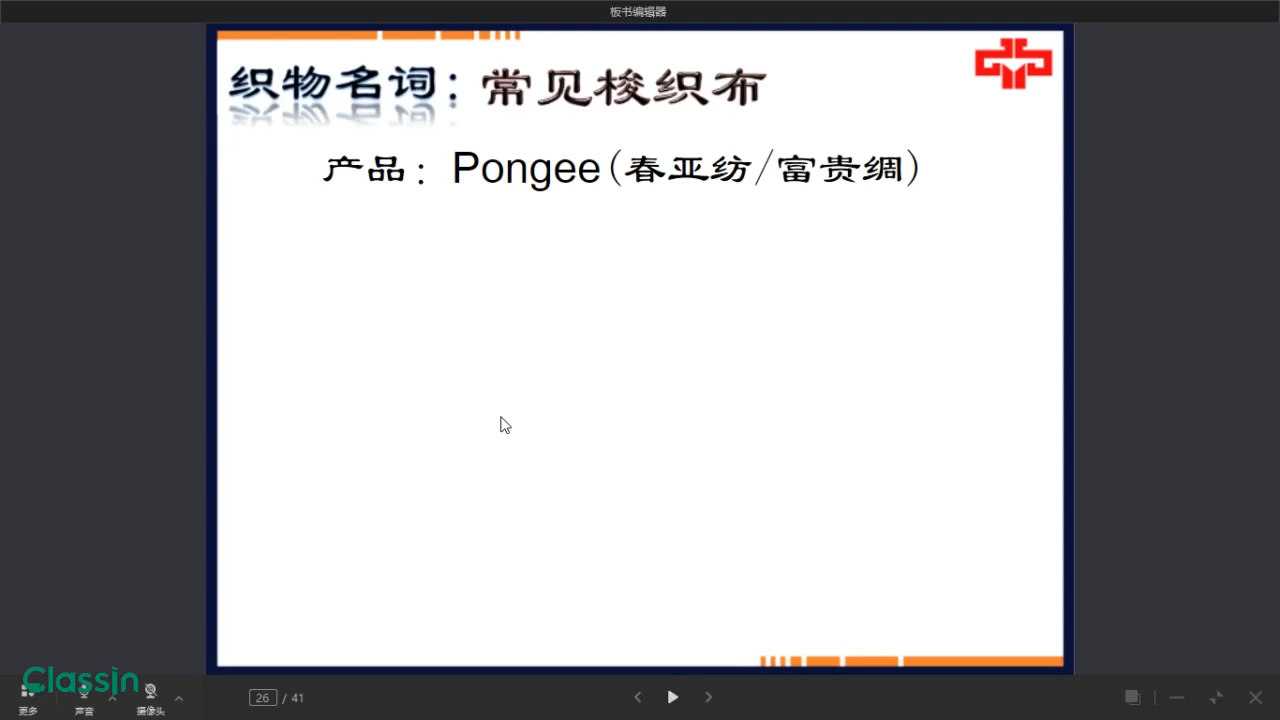 板书编辑器
织物名词：常见梭织布
产品：Pongee(春亚纺/富贵绸)
ClassIn
更多
声音
摄像头
26 / 41